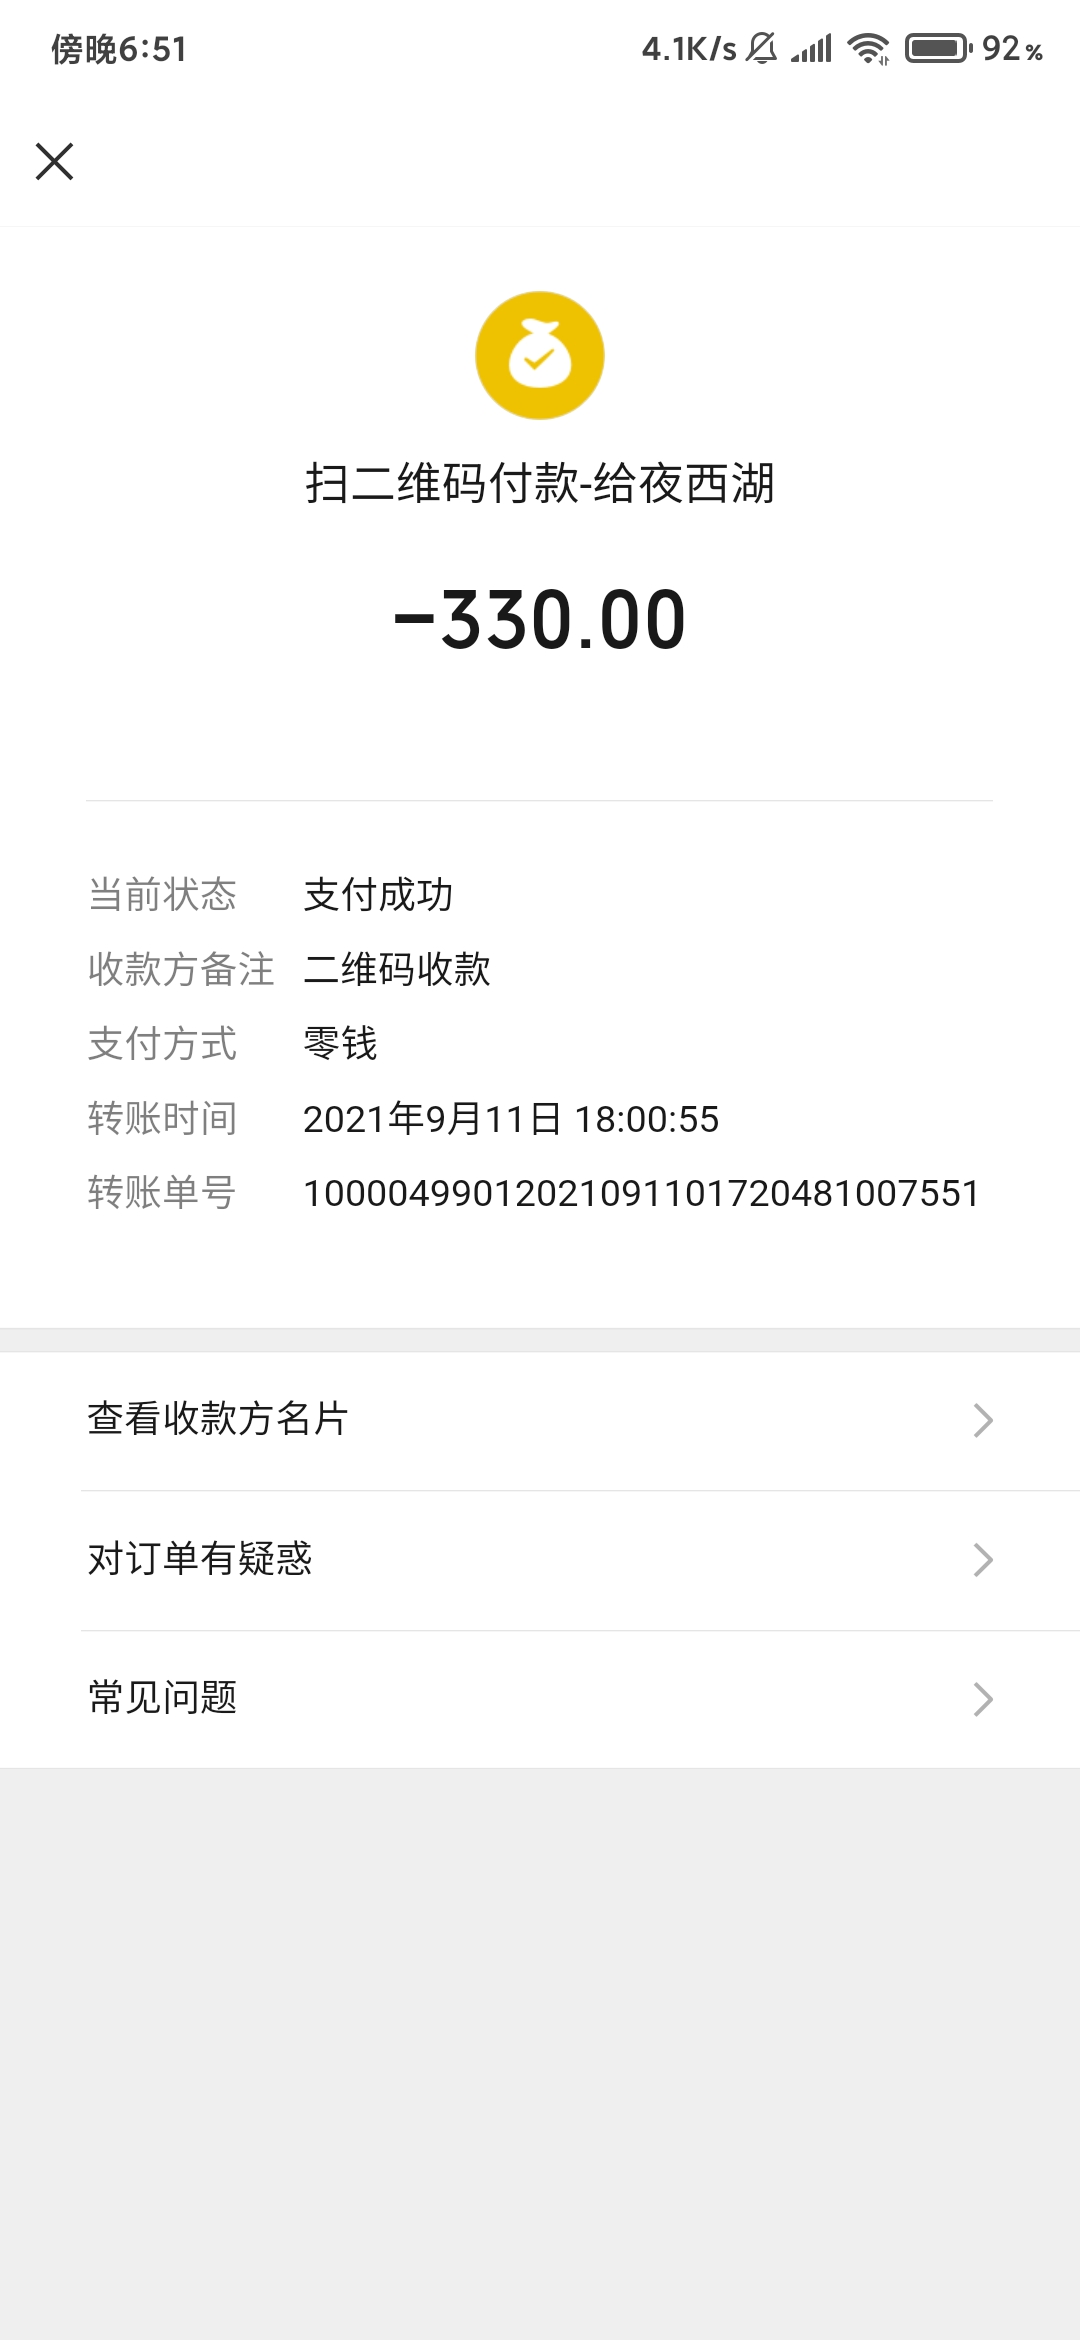 傍晚6:51 4.1K/s 92%
扫二维码付款-给夜西湖
-330.00
当前状态 支付成功
收款方备注 二维码收款
支付方式 零钱
转账时间 2021年9月11日 18:00:55
转账单号 10000499012021091101720481007551
查看收款方名片
对订单有疑惑
常见问题